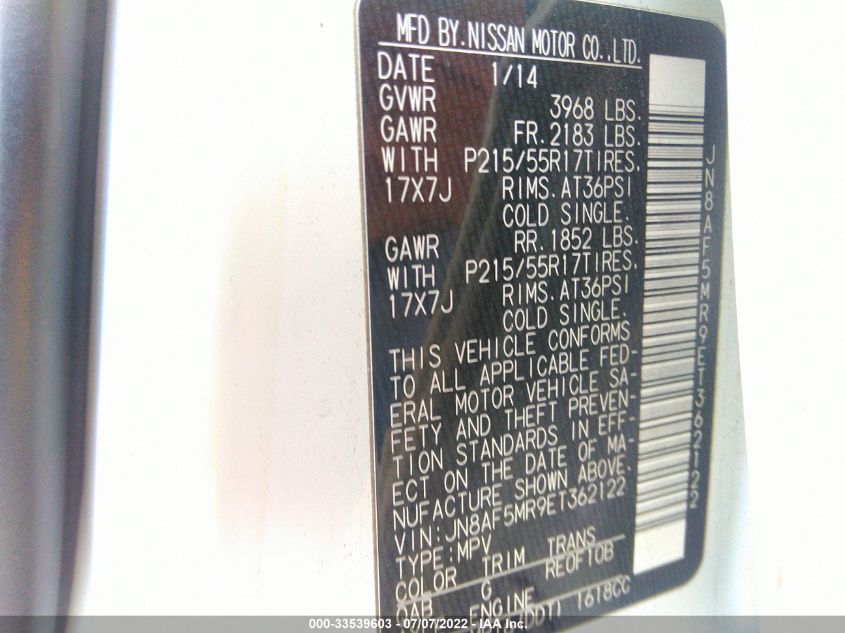 MFD BY.NISSAN MOTOR CO.,LTD.
DATE 1/14
GVWR 3968 LBS.
GAWR FR.2183 LBS.
WITH P215/55R17TIRES.
17X7J RIMS.AT36PSI
COLD SINGLE.
GAWR RR.1852 LBS.
WITH P215/55R17TIRES.
17X7J RIMS.AT36PSI
COLD SINGLE.
THIS VEHICLE CONFORMS
TO ALL APPLICABLE FED-
ERAL MOTOR VEHICLE SA-
FETY AND THEFT PREVEN-
TION STANDARDS IN EFF-
ECT ON THE DATE OF MA-
NUFACTURE SHOWN ABOVE.
VIN:JN8AF5MR9ET362122
TYPE:MPV
COLOR TRIM TRANS
QAB G RE0F10B
ENGINE
1618CC
JN8AF5MR9ET362122
000-33539603 - 07/07/2022 - IAA Inc.